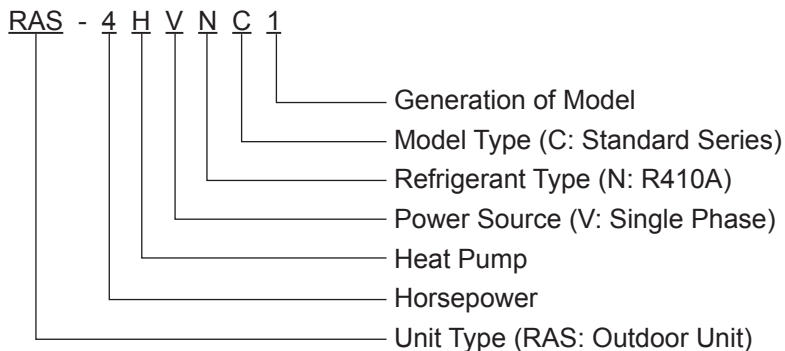 RAS - 4 H V N C 1
Generation of Model
Model Type (C: Standard Series)
Refrigerant Type (N: R410A)
Power Source (V: Single Phase)
Heat Pump
Horsepower
Unit Type (RAS: Outdoor Unit)